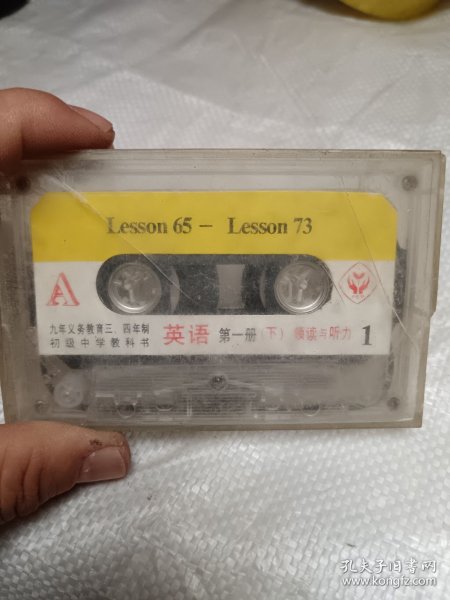 Lesson 65 — Lesson 73
A
九年义务教育三、四年制
初级中学教科书
英语 第一册（下） 领读与听力 1
孔夫子旧书网
www.kongfz.com